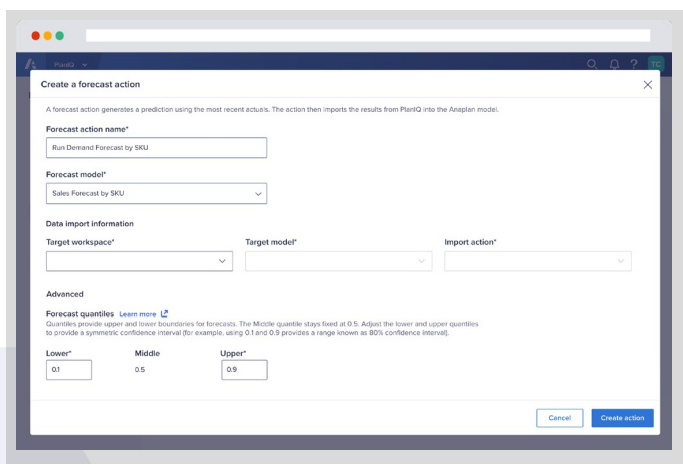 PlanIQ
TC
Create a forecast action
A forecast action generates a prediction using the most recent actuals. The action then imports the results from PlanIQ into the Anaplan model.
Forecast action name*
Run Demand Forecast by SKU
Forecast model*
Sales Forecast by SKU
Data import information
Target workspace* Target model* Import action*
Advanced
Forecast quantiles Learn more
Quantiles provide upper and lower boundaries for forecasts. The Middle quantile stays fixed at 0.5. Adjust the lower and upper quantiles
to provide a symmetric confidence interval (for example, using 0.1 and 0.9 provides a range known as 80% confidence interval).
Lower* Middle Upper*
0.1 0.5 0.9
Cancel Create action